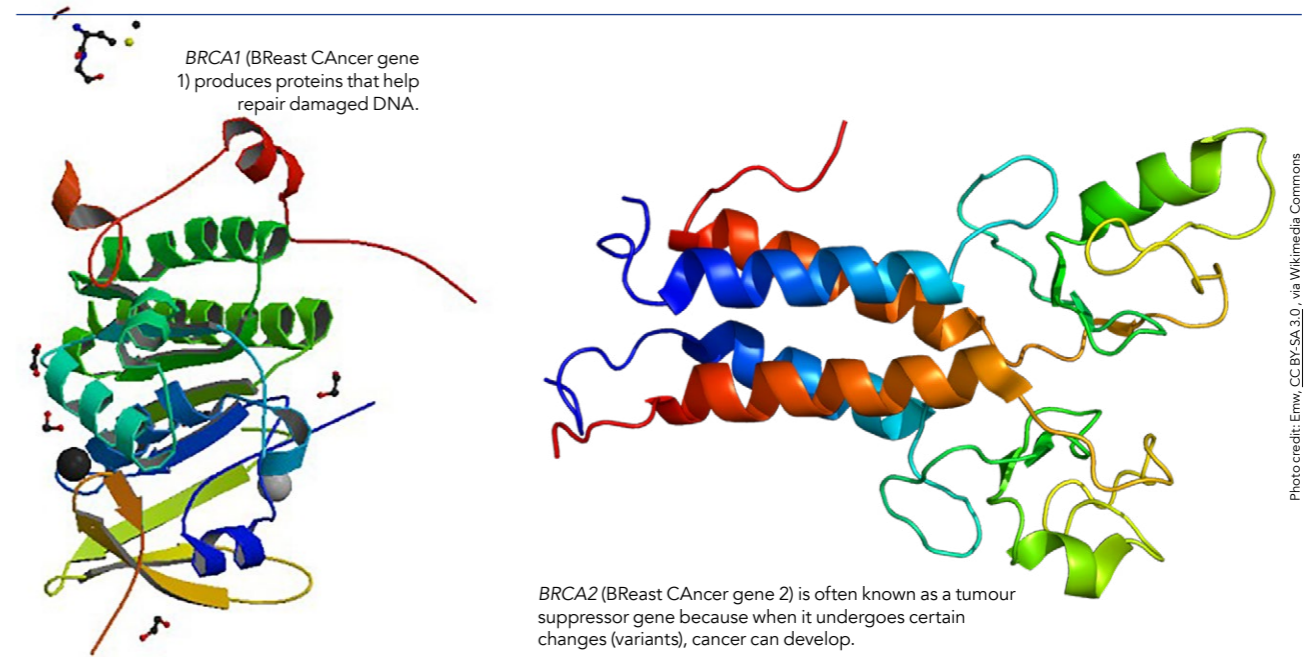 BRCA1 (BReast CAncer gene
1) produces proteins that help
repair damaged DNA.
BRCA2 (BReast CAncer gene 2) is often known as a tumour
suppressor gene because when it undergoes certain
changes (variants), cancer can develop.
Photo credit: Emw, CC BY-SA 3.0 , via Wikimedia Commons